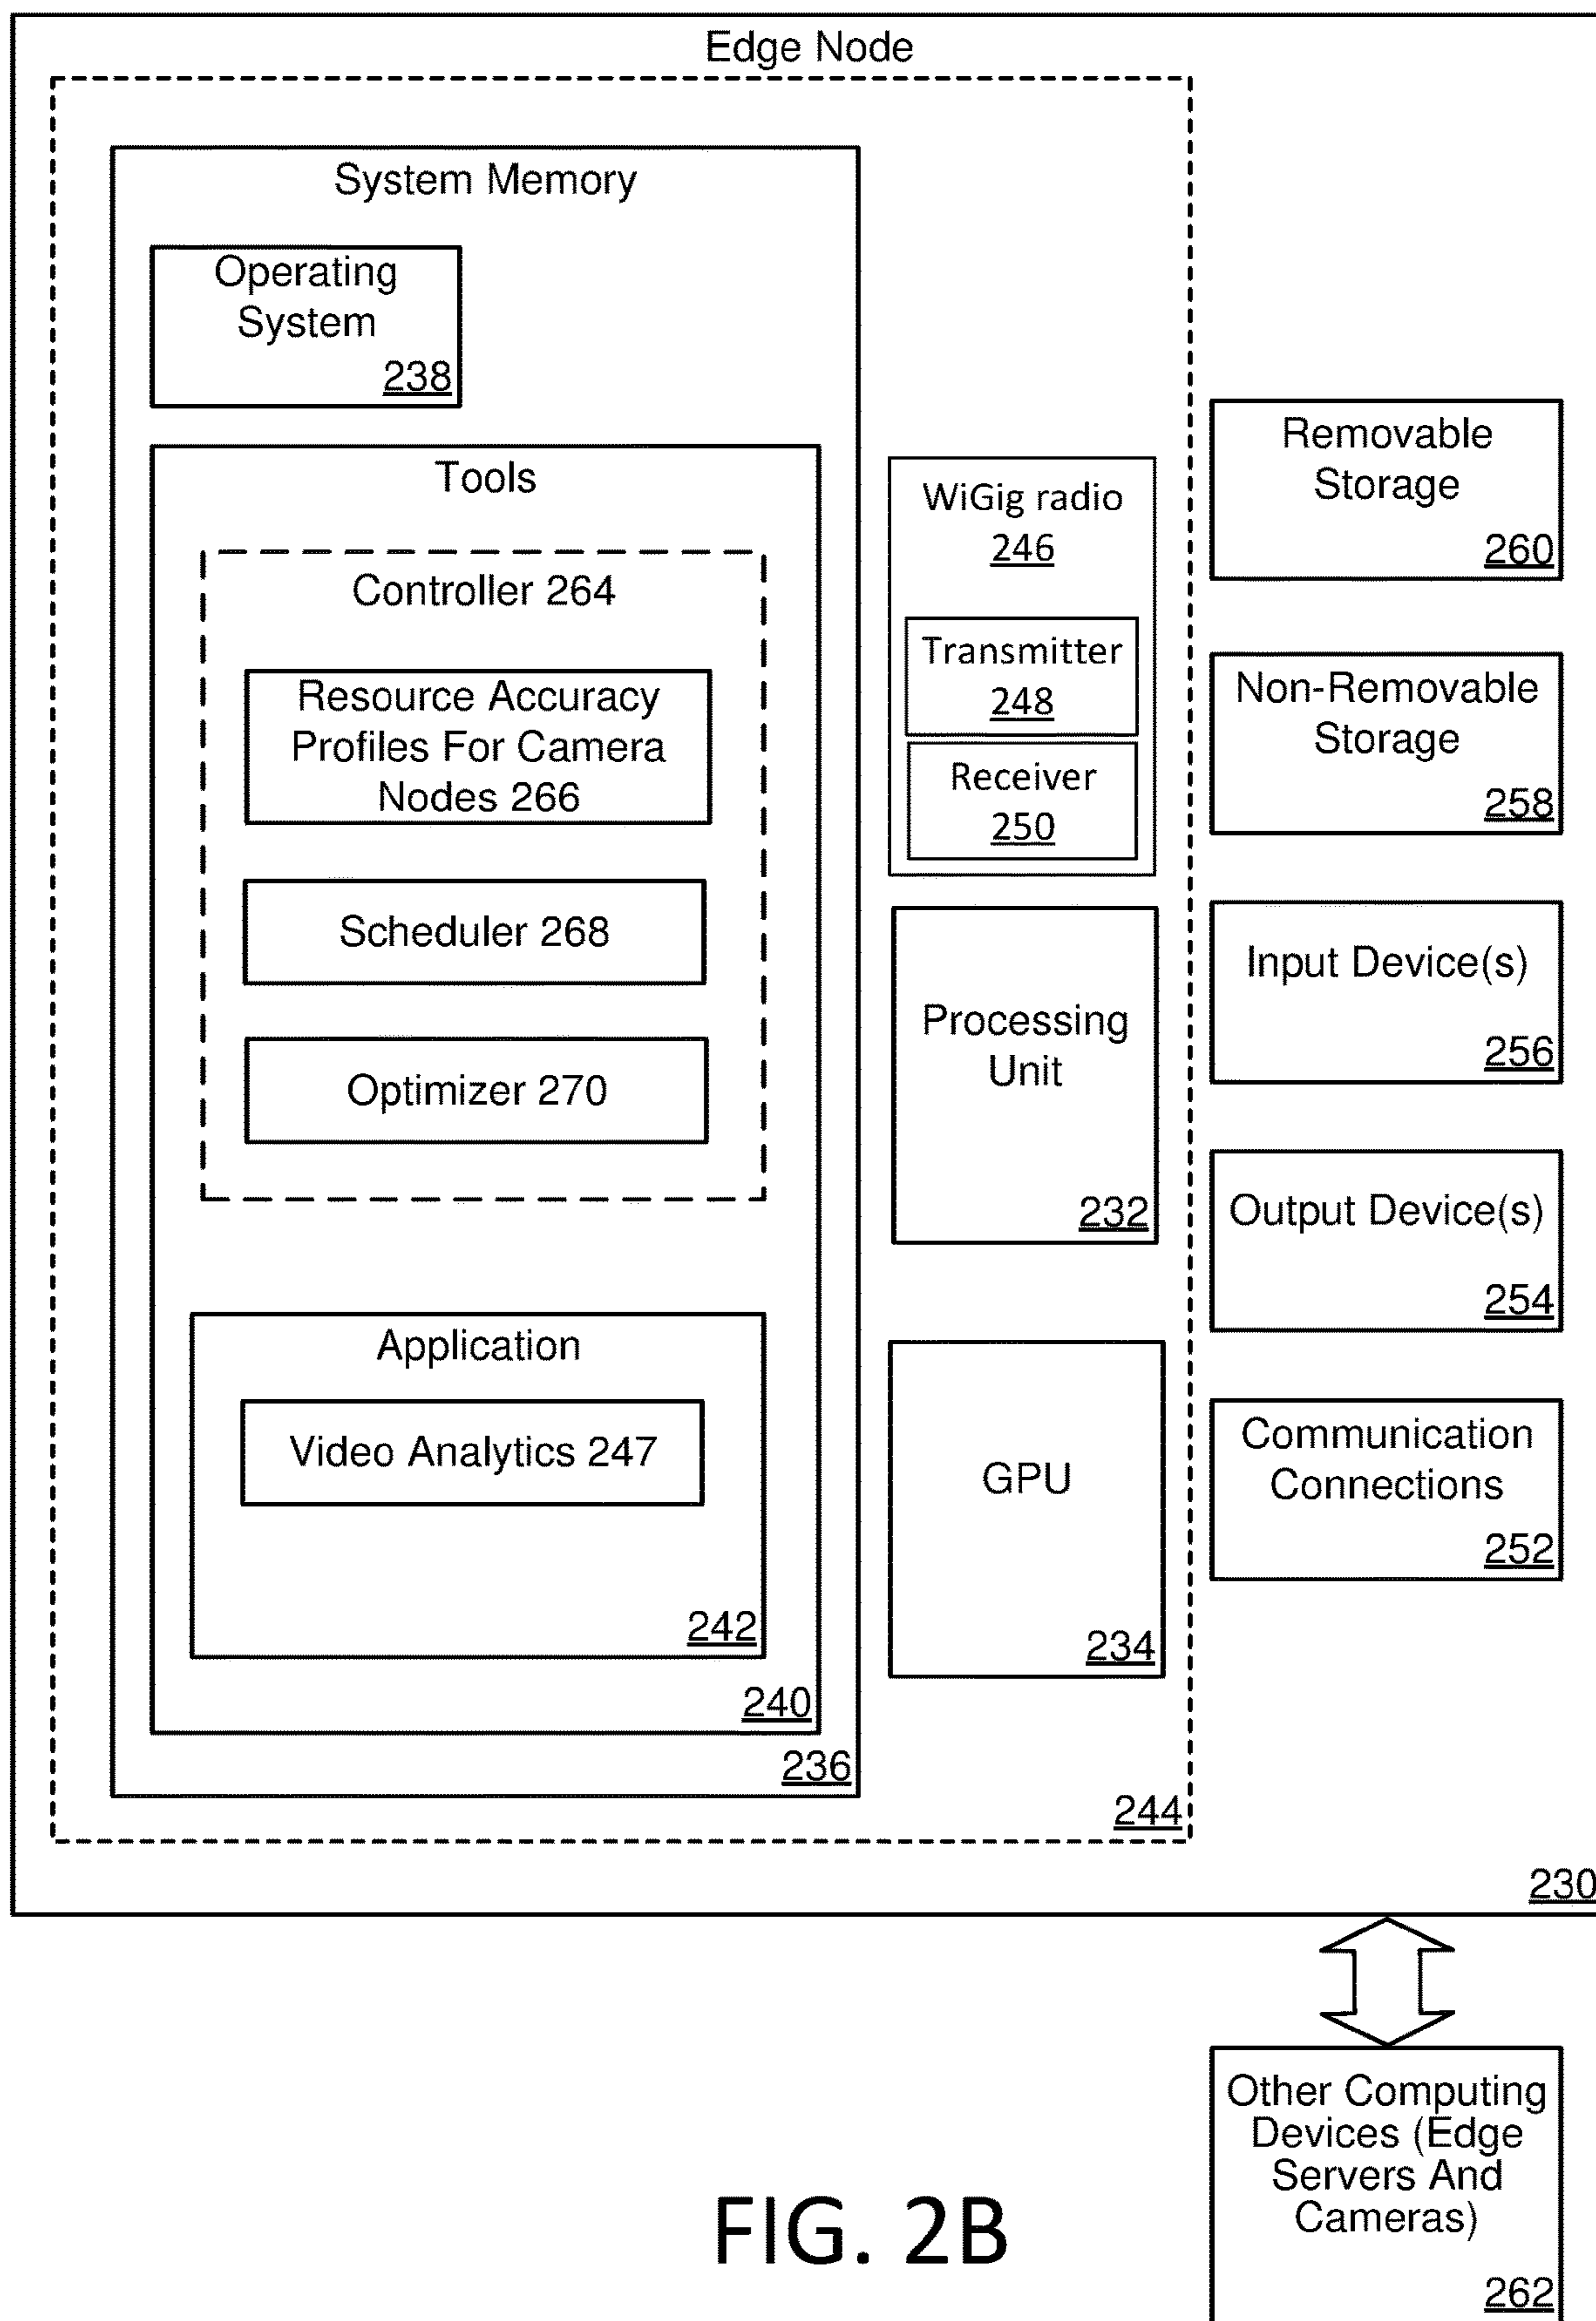 Edge Node
System Memory
Operating
System
238
Tools
Controller 264
Resource Accuracy
Profiles For Camera
Nodes 266
Scheduler 268
Optimizer 270
Application
Video Analytics 247
242
240
236
WiGig radio
246
Transmitter
248
Receiver
250
Processing
Unit
232
GPU
234
244
Removable
Storage
260
Non-Removable
Storage
258
Input Device(s)
256
Output Device(s)
254
Communication
Connections
252
230
Other Computing
Devices (Edge
Servers And
Cameras)
262
FIG. 2B